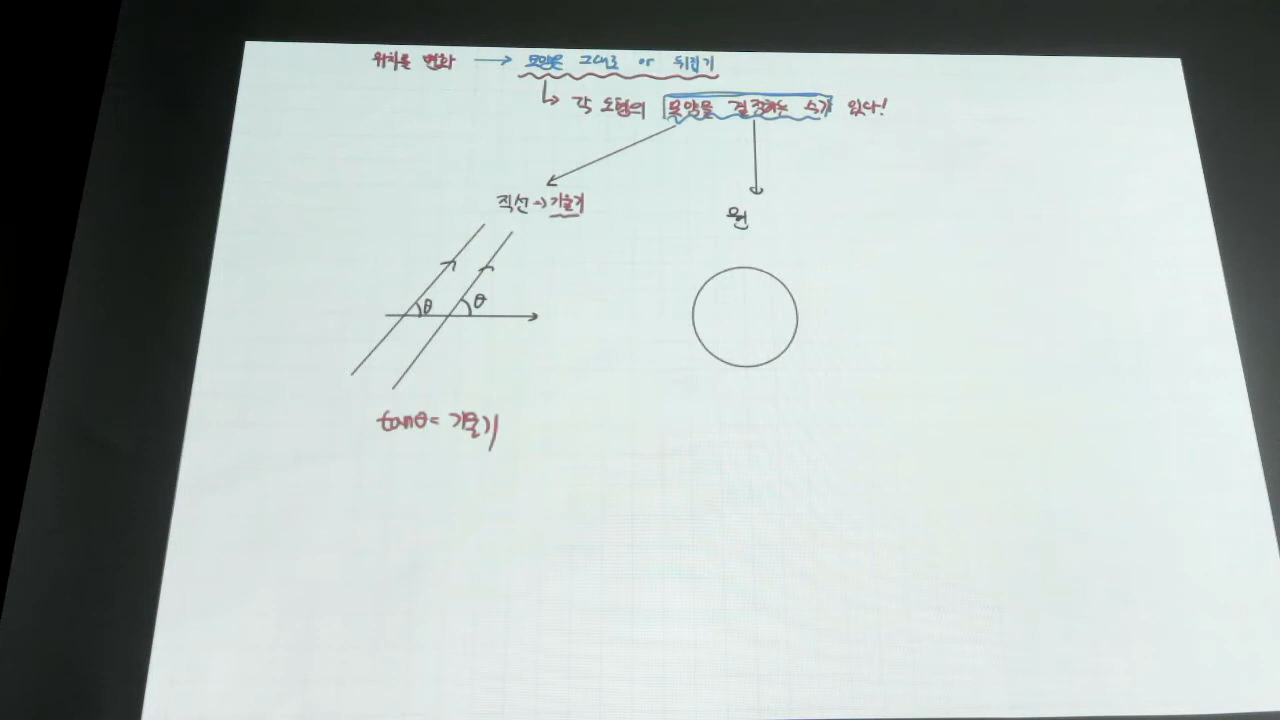 위치를 변화 → 모양은 그대로 or 뒤집기
↳ 각 도형의 모양을 결정하는 수가 있다!
직선 → 기울기
원
θ θ
tanθ = 기울기